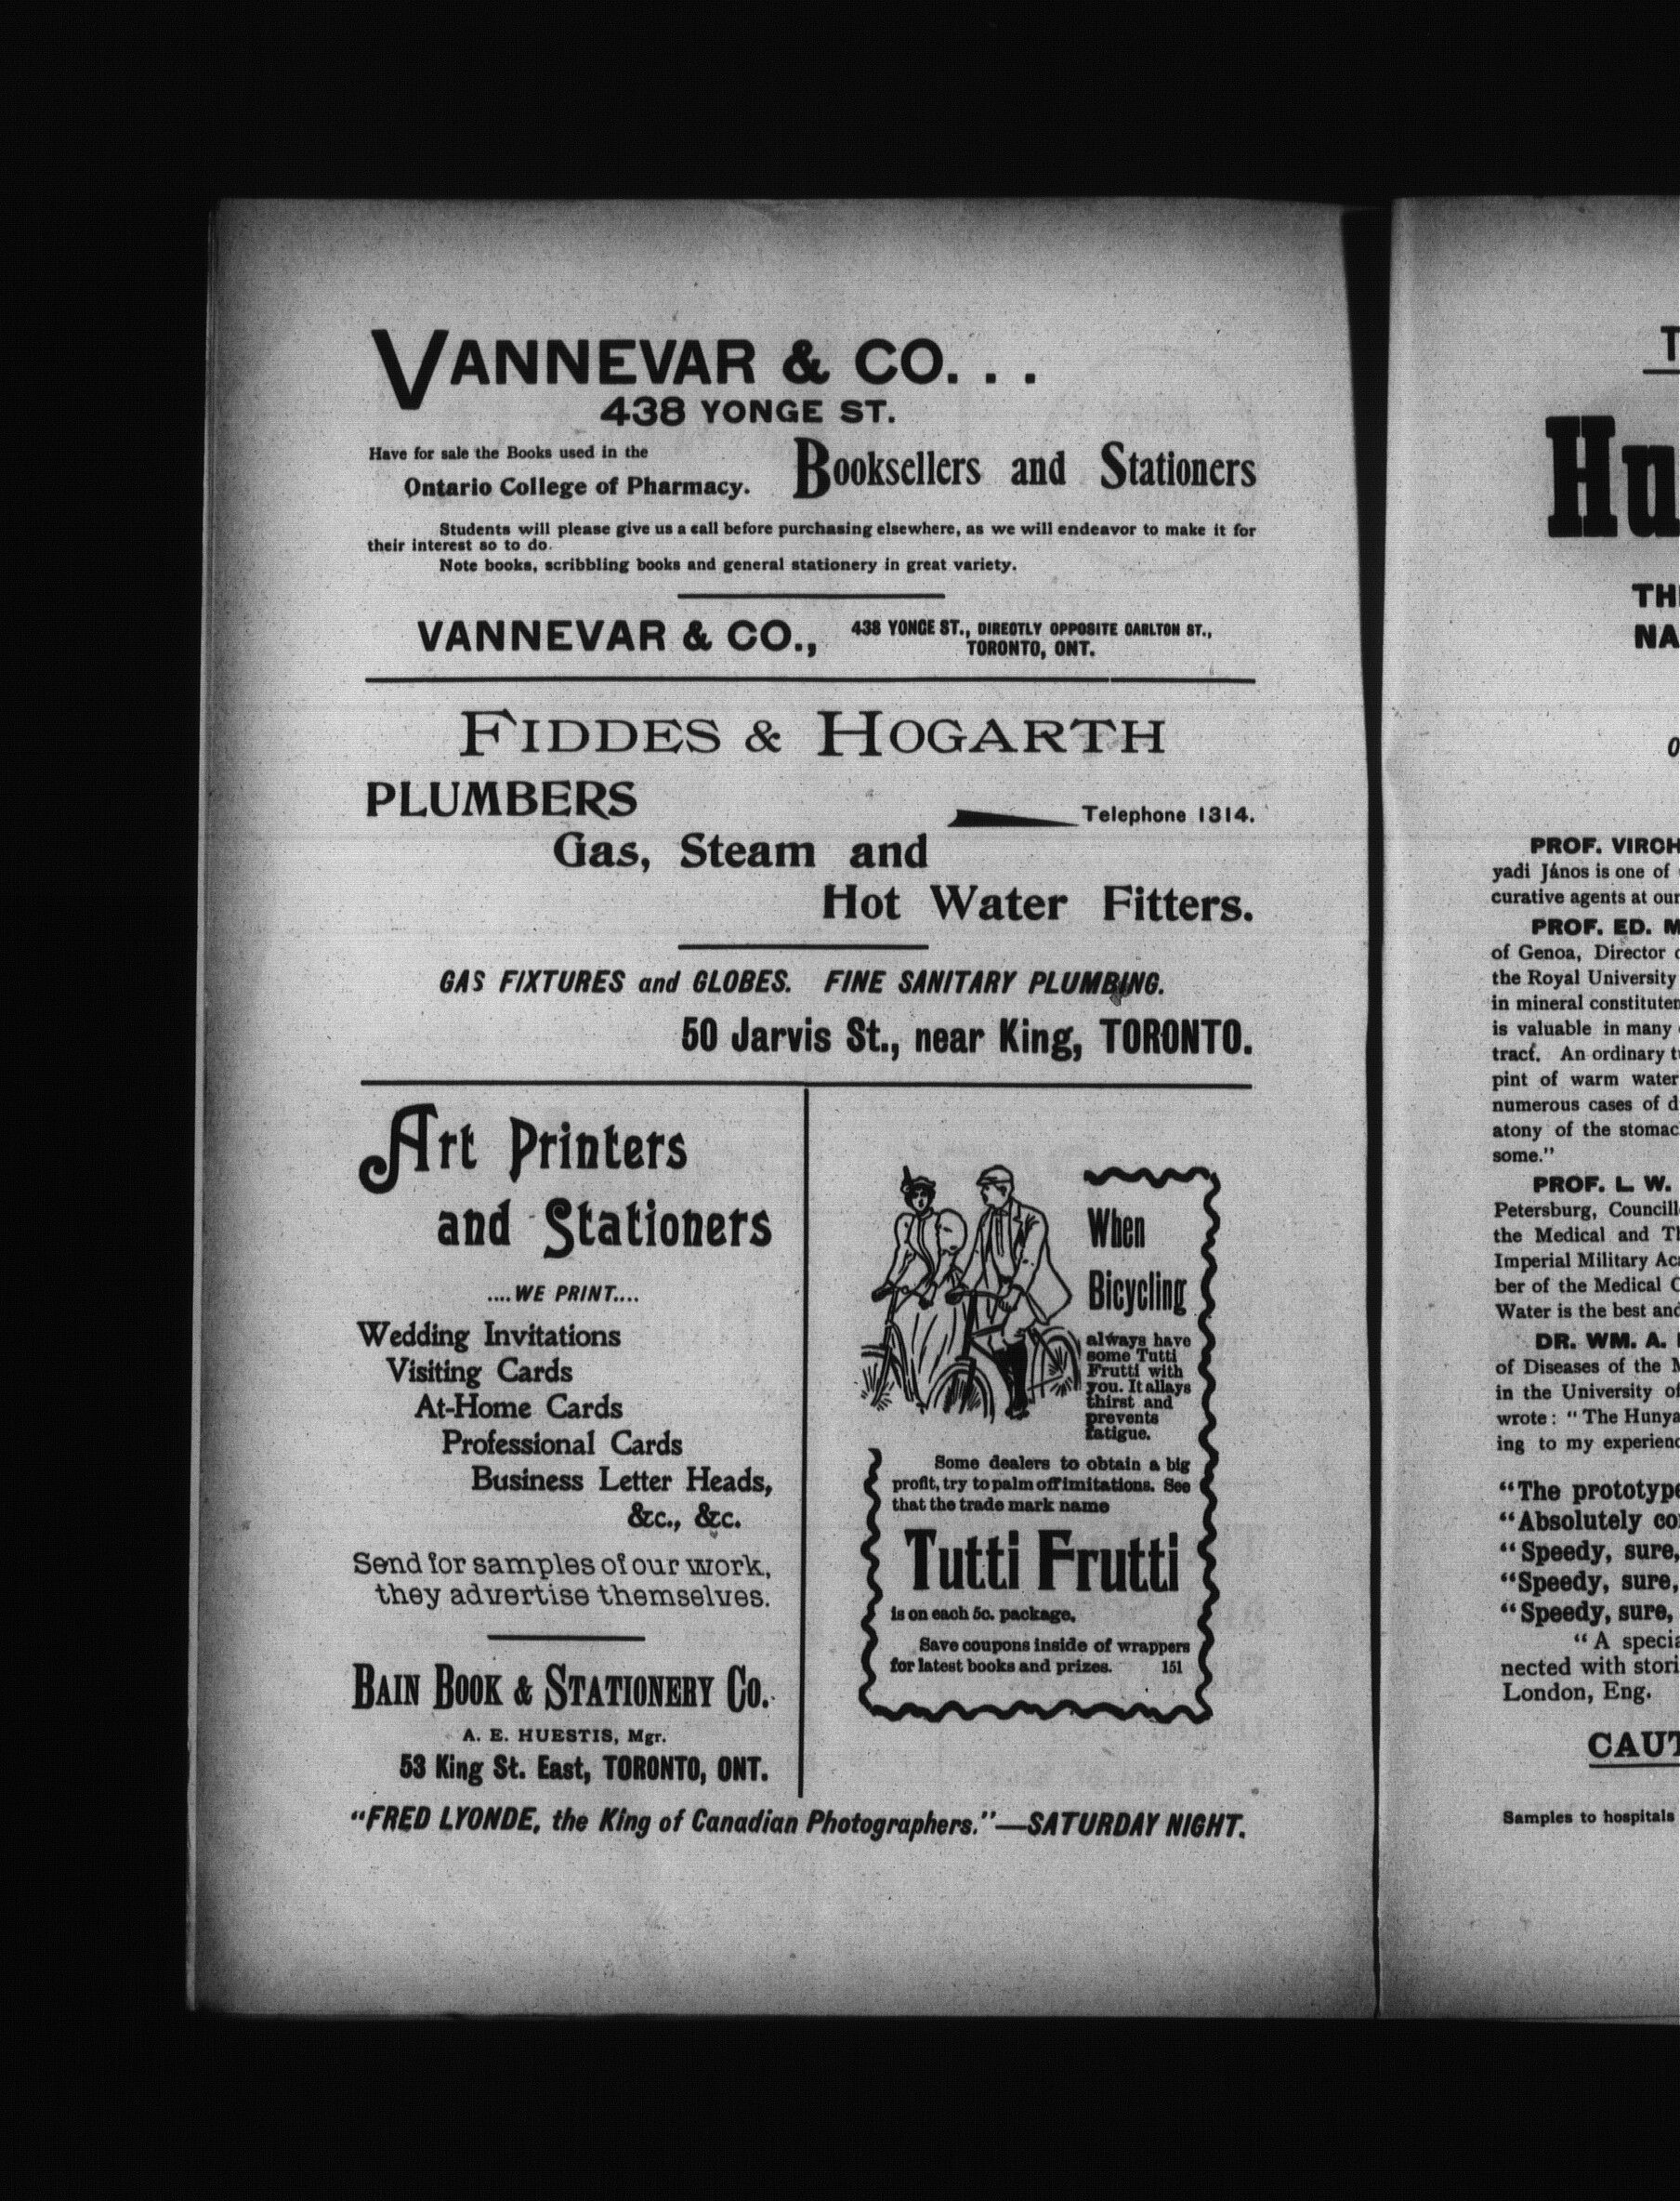 VANNEVAR & CO. . .
438 YONGE ST.
Have for sale the Books used in the
Ontario College of Pharmacy.
Booksellers and Stationers
Students will please give us a call before purchasing elsewhere, as we will endeavor to make it for
their interest so to do.
Note books, scribbling books and general stationery in great variety.
VANNEVAR & CO.,
438 YONGE ST., DIRECTLY OPPOSITE CARLTON ST.,
TORONTO, ONT.
FIDDES & HOGARTH
PLUMBERS
Telephone 1314.
Gas, Steam and
Hot Water Fitters.
GAS FIXTURES and GLOBES. FINE SANITARY PLUMBING.
50 Jarvis St., near King, TORONTO.
Art Printers
and Stationers
....WE PRINT....
Wedding Invitations
Visiting Cards
At-Home Cards
Professional Cards
Business Letter Heads,
&c., &c.
Send for samples of our work,
they advertise themselves.
BAIN BOOK & STATIONERY CO.
A. E. HUESTIS, Mgr.
53 King St. East, TORONTO, ONT.
When
Bicycling
always have
some Tutti
Frutti with
you. It allays
thirst and
prevents
fatigue.
Some dealers to obtain a big
profit, try to palm off imitations. See
that the trade mark name
Tutti Frutti
is on each 5c. package.
Save coupons inside of wrappers
for latest books and prizes. 151
"FRED LYONDE, the King of Canadian Photographers."—SATURDAY NIGHT.
T
Hu
TH
NA
O
PROF. VIRCH
yadi János is one of
curative agents at our
PROF. ED. M
of Genoa, Director
the Royal University
in mineral constituten
is valuable in many
tract. An ordinary t
pint of warm water
numerous cases of d
atony of the stomac
some."
PROF. L. W.
Petersburg, Councill
the Medical and Th
Imperial Military Aca
ber of the Medical C
Water is the best and
DR. WM. A.
of Diseases of the M
in the University of
wrote: "The Hunya
ing to my experienc
"The prototype
"Absolutely co
"Speedy, sure,
"Speedy, sure,
"Speedy, sure,
"A specia
nected with stori
London, Eng.
CAUT
Samples to hospitals